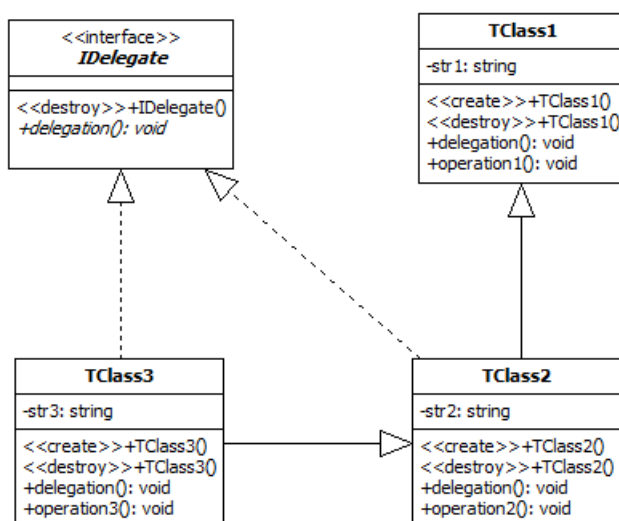 <<interface>>
IDelegate
<<destroy>>+IDelegate()
+delegation(): void
TClass1
-str1: string
<<create>>+TClass1()
<<destroy>>+TClass1()
+delegation(): void
+operation1(): void
TClass3
-str3: string
<<create>>+TClass3()
<<destroy>>+TClass3()
+delegation(): void
+operation3(): void
TClass2
-str2: string
<<create>>+TClass2()
<<destroy>>+TClass2()
+delegation(): void
+operation2(): void